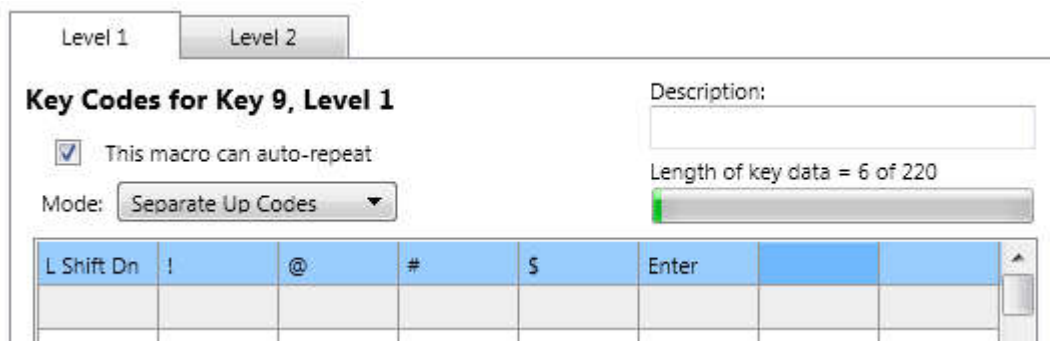 Level 1 Level 2
Key Codes for Key 9, Level 1
Description:
This macro can auto-repeat
Length of key data = 6 of 220
Mode: Separate Up Codes
L Shift Dn ! @ # $ Enter